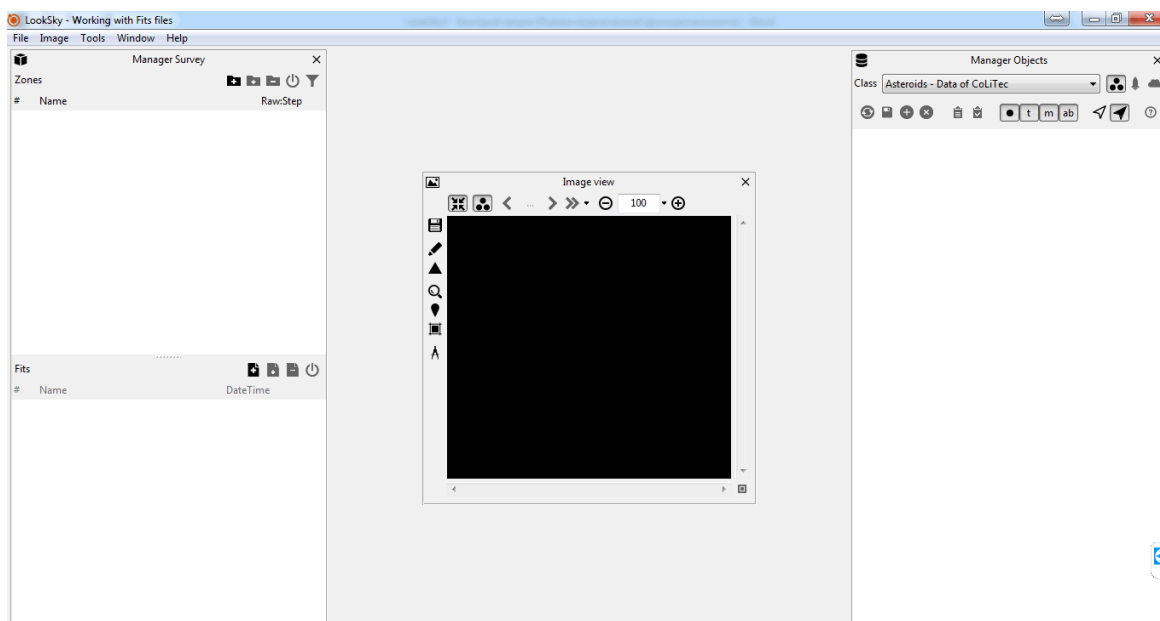 LookSky - Working with Fits files
File Image Tools Window Help
Manager Survey
Zones
# Name Raw:Step
Fits
# Name DateTime
Image view
... 100
Manager Objects
Class Asteroids - Data of CoLiTec
t m ab
?